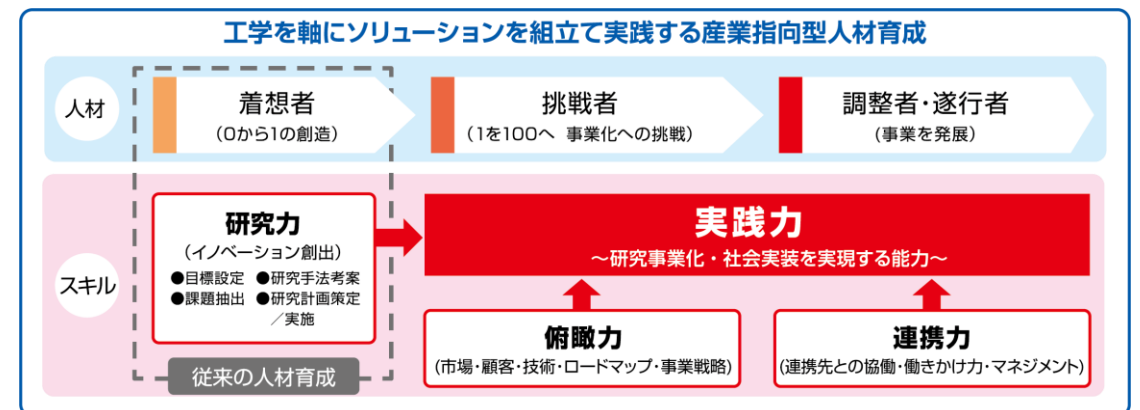 工学を軸にソリューションを組立て実践する産業指向型人材育成
人材
着想者
(0から1の創造)
挑戦者
(1を100へ 事業化への挑戦)
調整者・遂行者
(事業を発展)
スキル
研究力
(イノベーション創出)
●目標設定 ●研究手法考案
●課題抽出 ●研究計画策定
／実施
従来の人材育成
実践力
～研究事業化・社会実装を実現する能力～
俯瞰力
(市場・顧客・技術・ロードマップ・事業戦略)
連携力
(連携先との協働・働きかけ力・マネジメント)